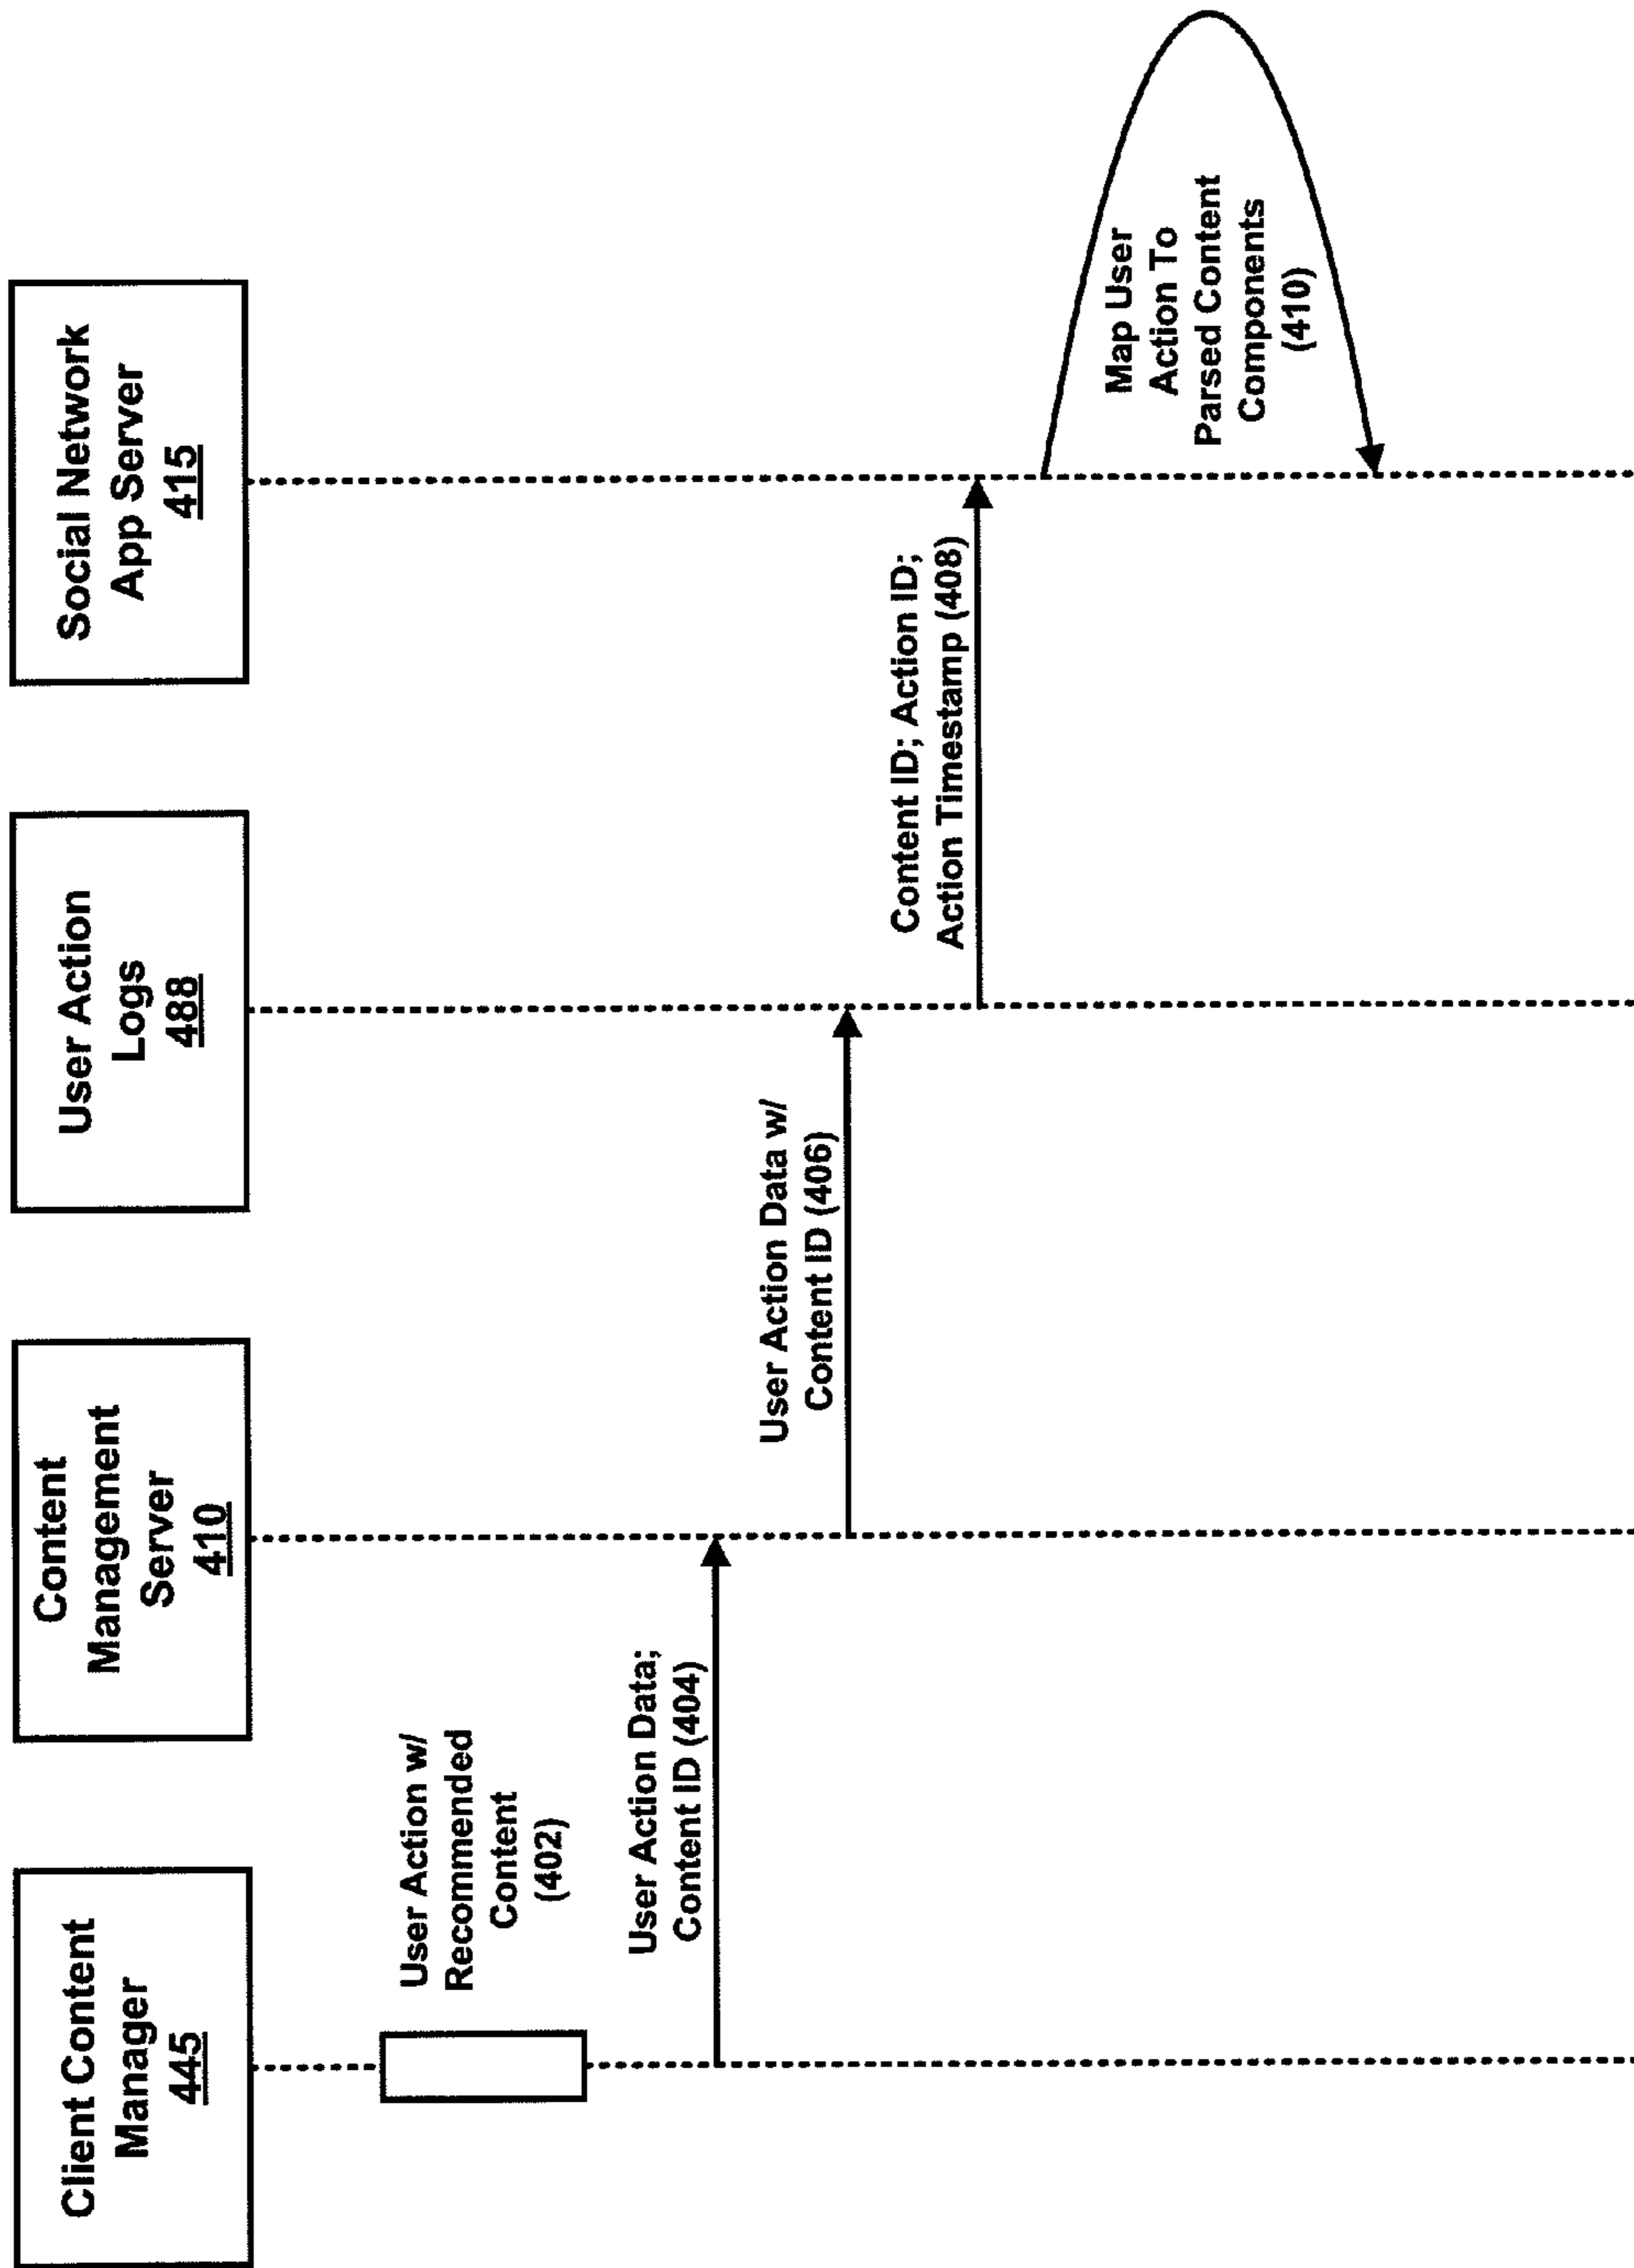 Client Content
Manager
445
Content
Management
Server
410
User Action
Logs
488
Social Network
App Server
415
User Action w/
Recommended
Content
(402)
User Action Data;
Content ID (404)
User Action Data w/
Content ID (406)
Content ID; Action ID;
Action Timestamp (408)
Map User
Action To
Parsed Content
Components
(410)